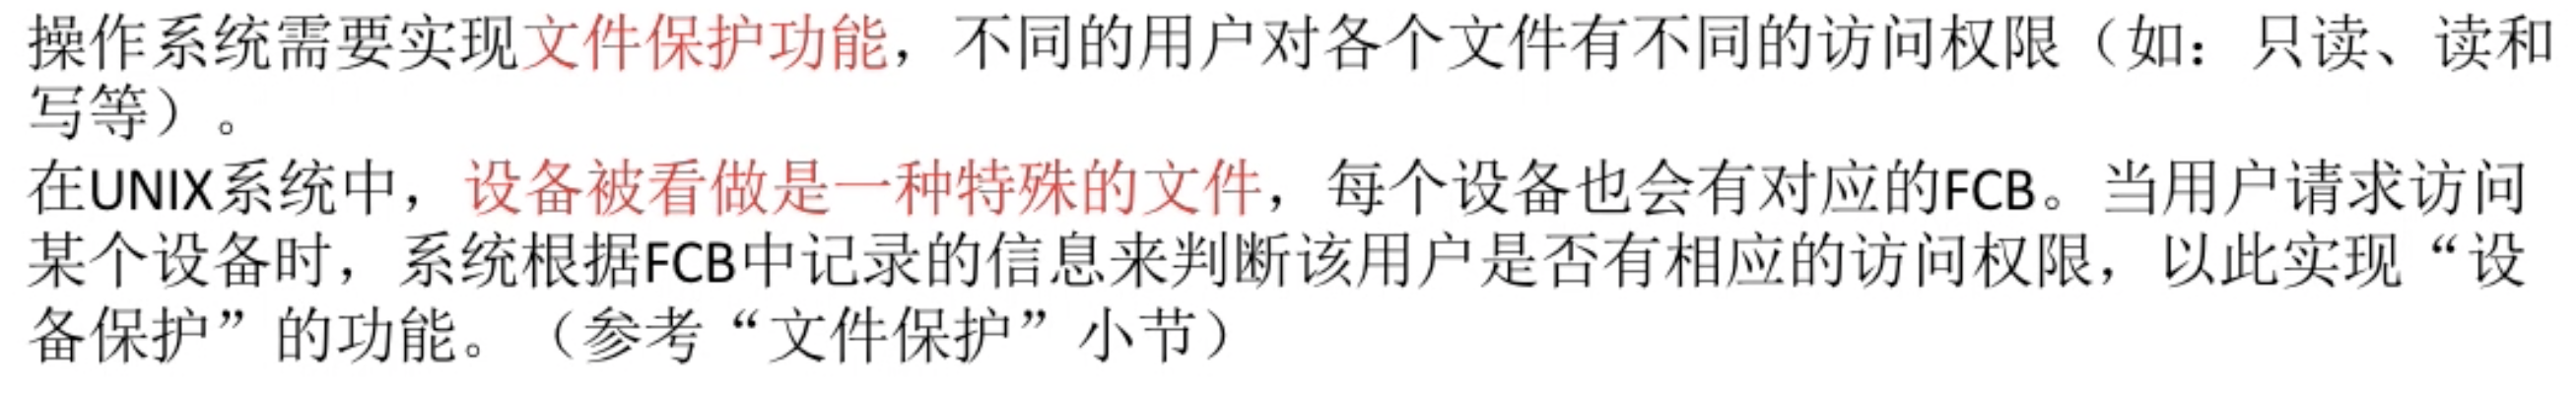 操作系统需要实现文件保护功能，不同的用户对各个文件有不同的访问权限（如：只读、读和
写等）。
在UNIX系统中，设备被看做是一种特殊的文件，每个设备也会有对应的FCB。当用户请求访问
某个设备时，系统根据FCB中记录的信息来判断该用户是否有相应的访问权限，以此实现“设
备保护”的功能。（参考“文件保护”小节）